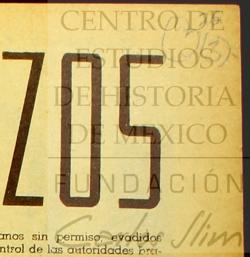 CENTRO DE
ESTUDIOS
DE HISTORIA
DE MEXICO
FUNDACIÓN
Carlos Slim
ZOS
anos sin permiso, evadidos
ntrol de las autoridades bra-